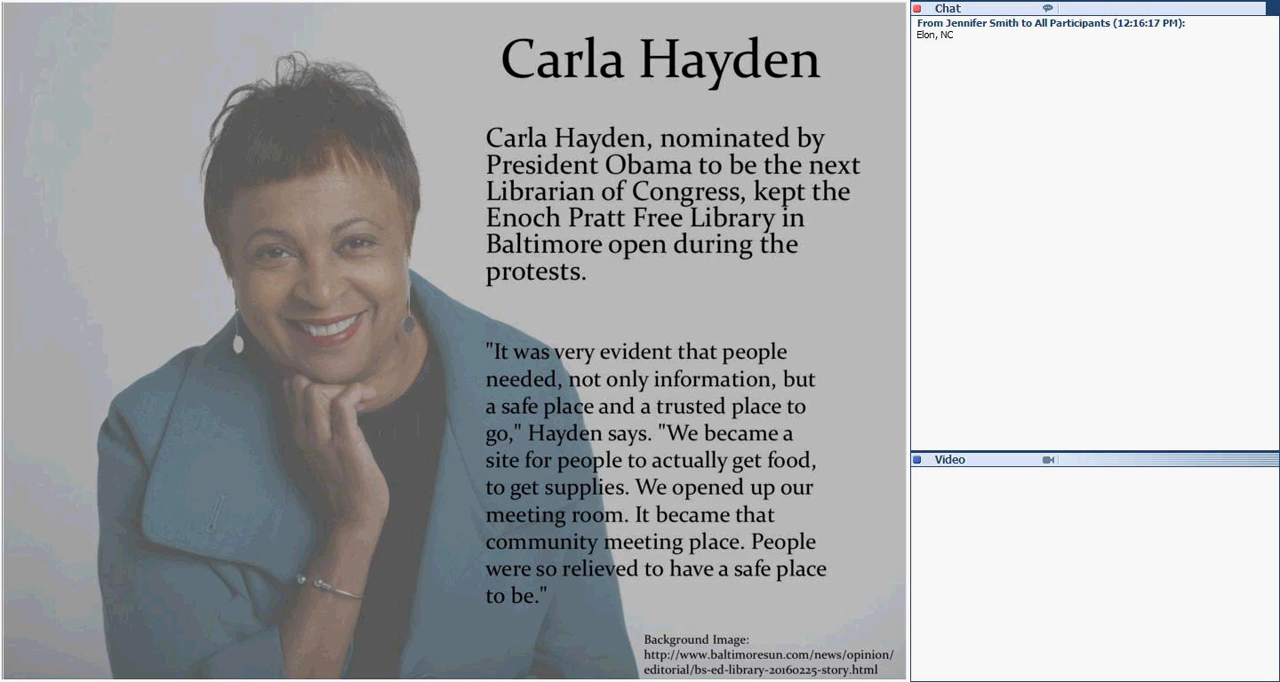 Carla Hayden
Carla Hayden, nominated by
President Obama to be the next
Librarian of Congress, kept the
Enoch Pratt Free Library in
Baltimore open during the
protests.
"It was very evident that people
needed, not only information, but
a safe place and a trusted place to
go," Hayden says. "We became a
site for people to actually get food,
to get supplies. We opened up our
meeting room. It became that
community meeting place. People
were so relieved to have a safe place
to be."
Background Image:
http://www.baltimoresun.com/news/opinion/
editorial/bs-ed-library-20160225-story.html
Chat
From Jennifer Smith to All Participants (12:16:17 PM):
Elon, NC
Video